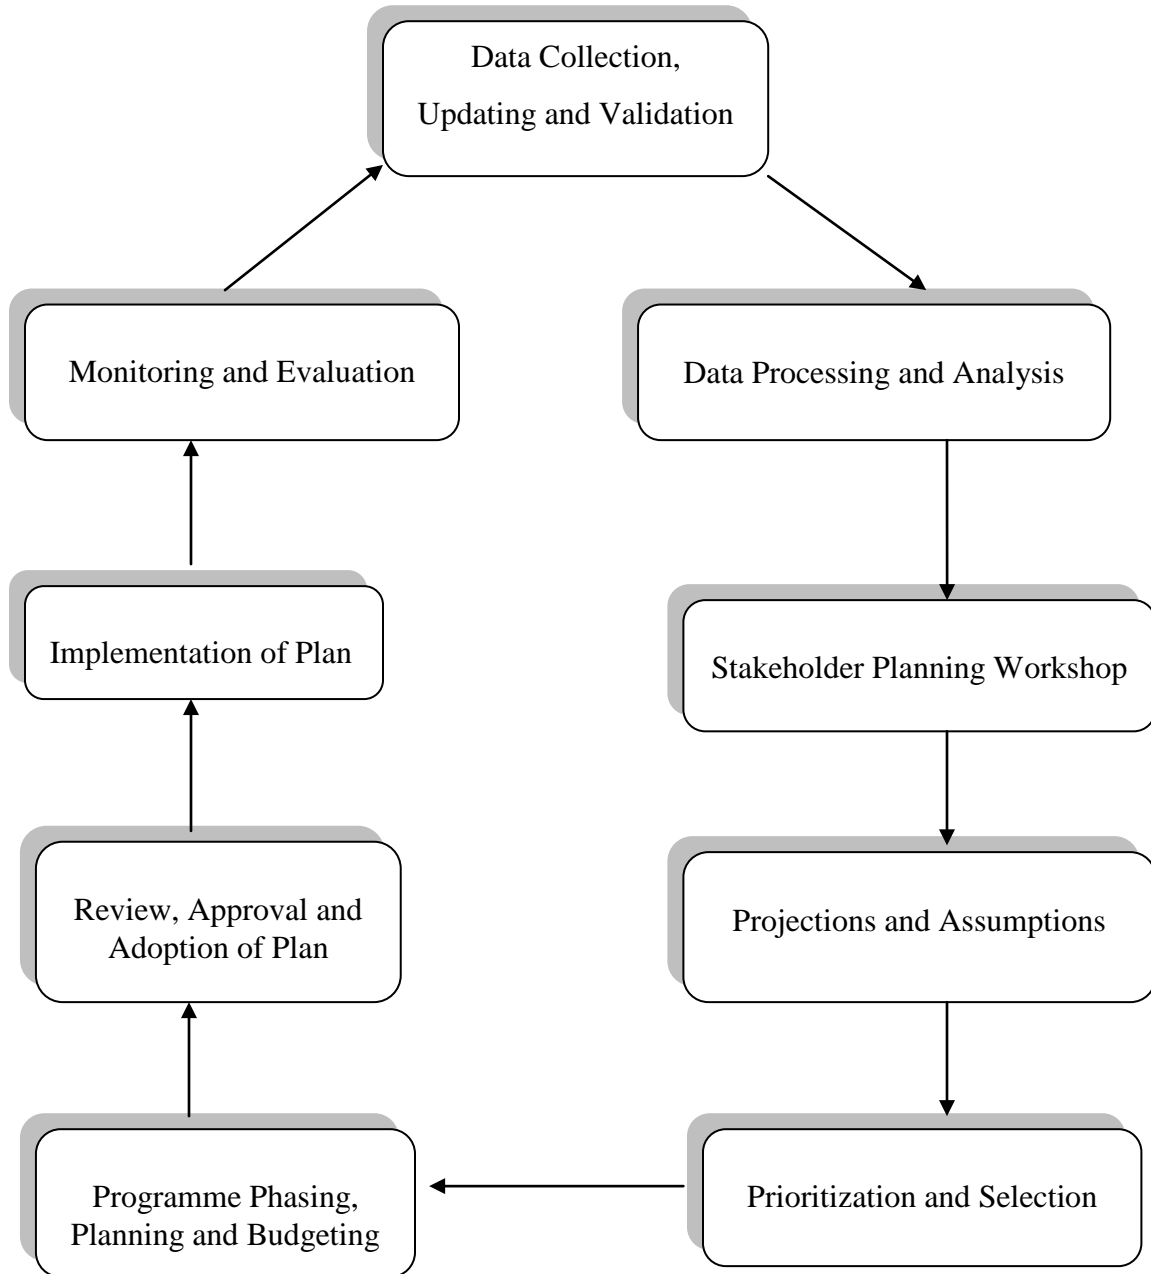 Data Collection,
Updating and Validation
Data Processing and Analysis
Stakeholder Planning Workshop
Projections and Assumptions
Prioritization and Selection
Programme Phasing,
Planning and Budgeting
Review, Approval and
Adoption of Plan
Implementation of Plan
Monitoring and Evaluation